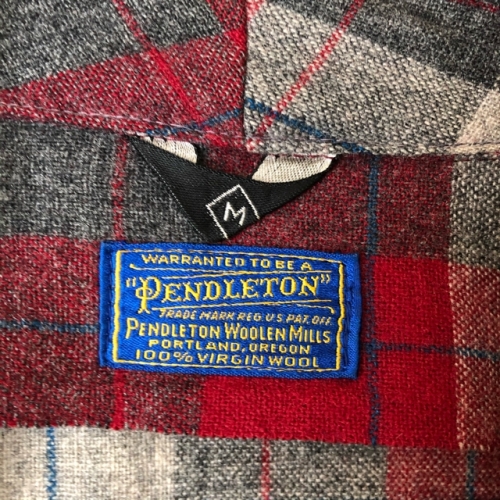 M
WARRANTED TO BE A
"PENDLETON"
TRADE MARK REG. U.S. PAT. OFF.
PENDLETON WOOLEN MILLS
PORTLAND, OREGON
100% VIRGIN WOOL